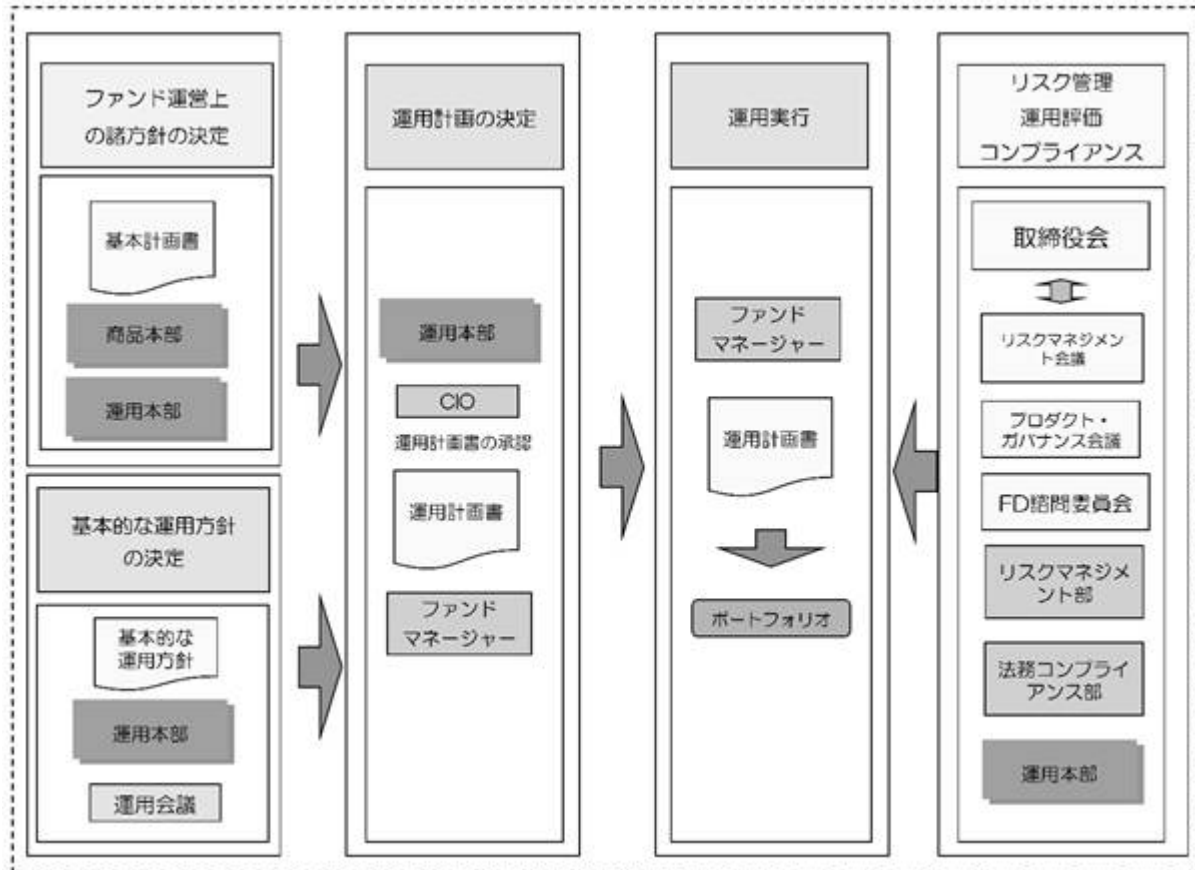 ファンド運営上
の諸方針の決定
基本計画書
商品本部
運用本部
基本的な運用方針
の決定
基本的な
運用方針
運用本部
運用会議
運用計画の決定
運用本部
CIO
運用計画書の承認
運用計画書
ファンド
マネージャー
運用実行
ファンド
マネージャー
運用計画書
ポートフォリオ
リスク管理
運用評価
コンプライアンス
取締役会
リスクマネジメン
ト会議
プロダクト・
ガバナンス会議
FD諮問委員会
リスクマネジメ
ント部
法務コンプライ
アンス部
運用本部